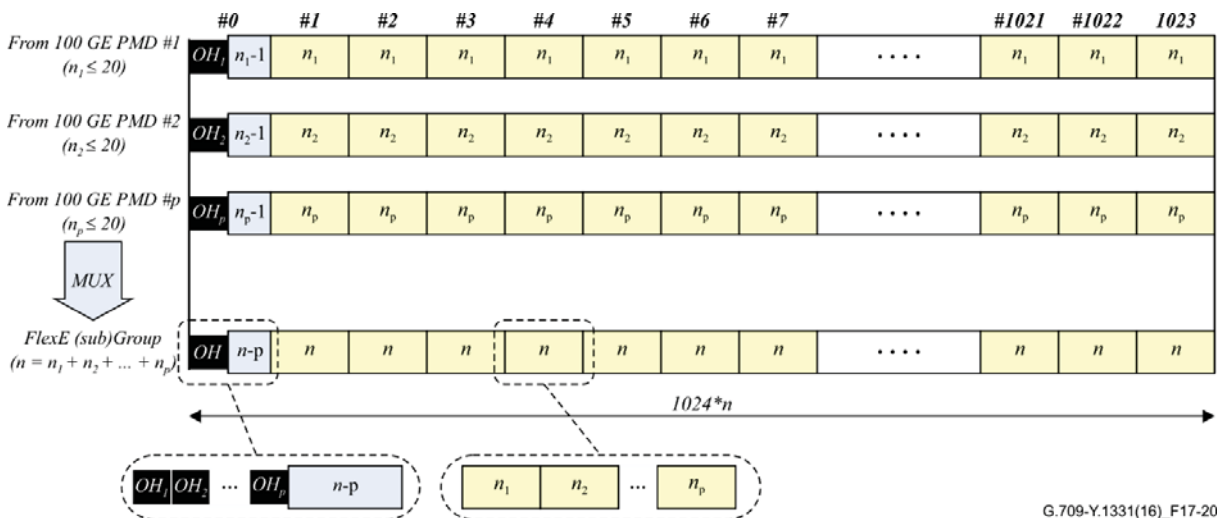 #0 #1 #2 #3 #4 #5 #6 #7 #1021 #1022 1023
From 100 GE PMD #1
(n₁ ≤ 20)
OH₁ n₁-1 n₁ n₁ n₁ n₁ n₁ n₁ n₁ . . . . n₁ n₁ n₁
From 100 GE PMD #2
(n₂ ≤ 20)
OH₂ n₂-1 n₂ n₂ n₂ n₂ n₂ n₂ n₂ . . . . n₂ n₂ n₂
From 100 GE PMD #p
(nₚ ≤ 20)
OHₚ nₚ-1 nₚ nₚ nₚ nₚ nₚ nₚ nₚ . . . . nₚ nₚ nₚ
MUX
FlexE (sub)Group
(n = n₁ + n₂ + ... + nₚ)
OH n-p n n n n n n n . . . . n n n
1024*n
OH₁ OH₂ ... OHₚ n-p
n₁ n₂ ... nₚ
G.709-Y.1331(16)_F17-20